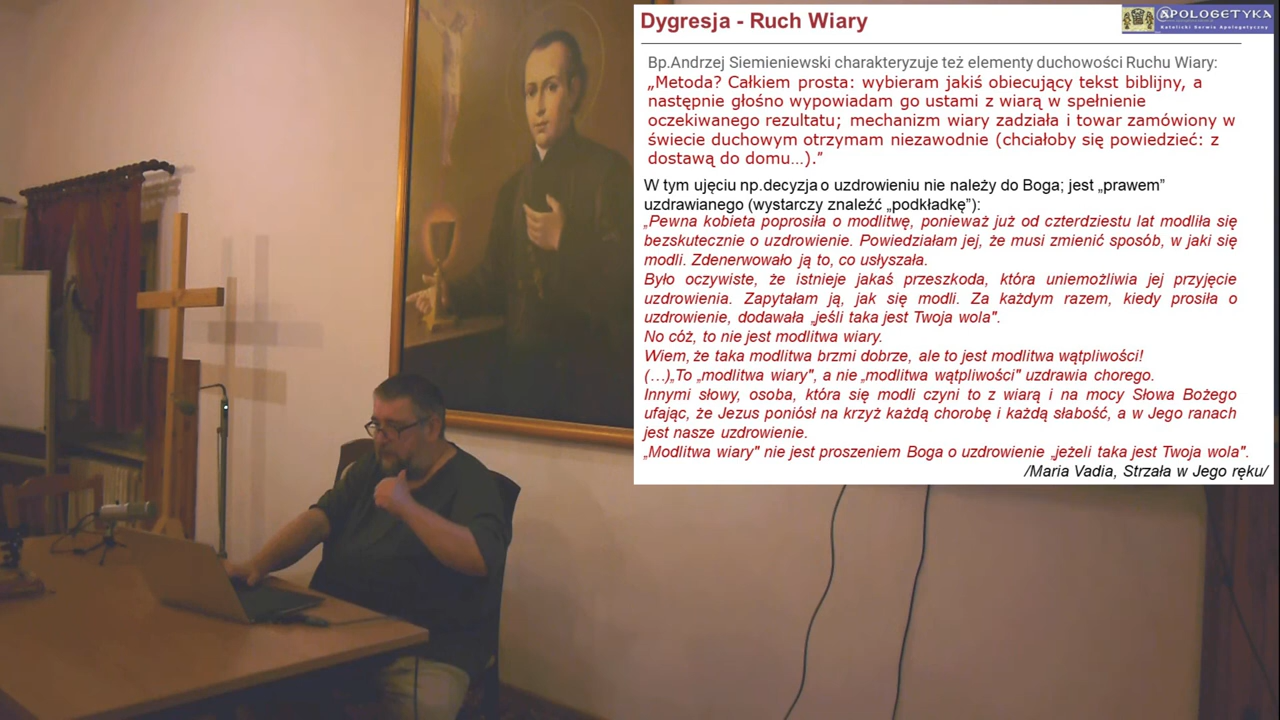 Dygresja - Ruch Wiary
@APOLOGETYKA
Katolicki Serwis Apologetyczny
Bp.Andrzej Siemieniewski charakteryzuje też elementy duchowości Ruchu Wiary:
„Metoda? Całkiem prosta: wybieram jakiś obiecujący tekst biblijny, a
następnie głośno wypowiadam go ustami z wiarą w spełnienie
oczekiwanego rezultatu; mechanizm wiary zadziała i towar zamówiony w
świecie duchowym otrzymam niezawodnie (chciałoby się powiedzieć: z
dostawą do domu…).”
W tym ujęciu np.decyzja o uzdrowieniu nie należy do Boga; jest „prawem”
uzdrawianego (wystarczy znaleźć „podkładkę”):
„Pewna kobieta poprosiła o modlitwę, ponieważ już od czterdziestu lat modliła się
bezskutecznie o uzdrowienie. Powiedziałam jej, że musi zmienić sposób, w jaki się
modli. Zdenerwowało ją to, co usłyszała.
Było oczywiste, że istnieje jakaś przeszkoda, która uniemożliwia jej przyjęcie
uzdrowienia. Zapytałam ją, jak się modli. Za każdym razem, kiedy prosiła o
uzdrowienie, dodawała „jeśli taka jest Twoja wola".
No cóż, to nie jest modlitwa wiary.
Wiem, że taka modlitwa brzmi dobrze, ale to jest modlitwa wątpliwości!
(…)„To „modlitwa wiary", a nie „modlitwa wątpliwości" uzdrawia chorego.
Innymi słowy, osoba, która się modli czyni to z wiarą i na mocy Słowa Bożego
ufając, że Jezus poniósł na krzyż każdą chorobę i każdą słabość, a w Jego ranach
jest nasze uzdrowienie.
„Modlitwa wiary" nie jest proszeniem Boga o uzdrowienie „jeżeli taka jest Twoja wola".
/Maria Vadia, Strzała w Jego ręku/